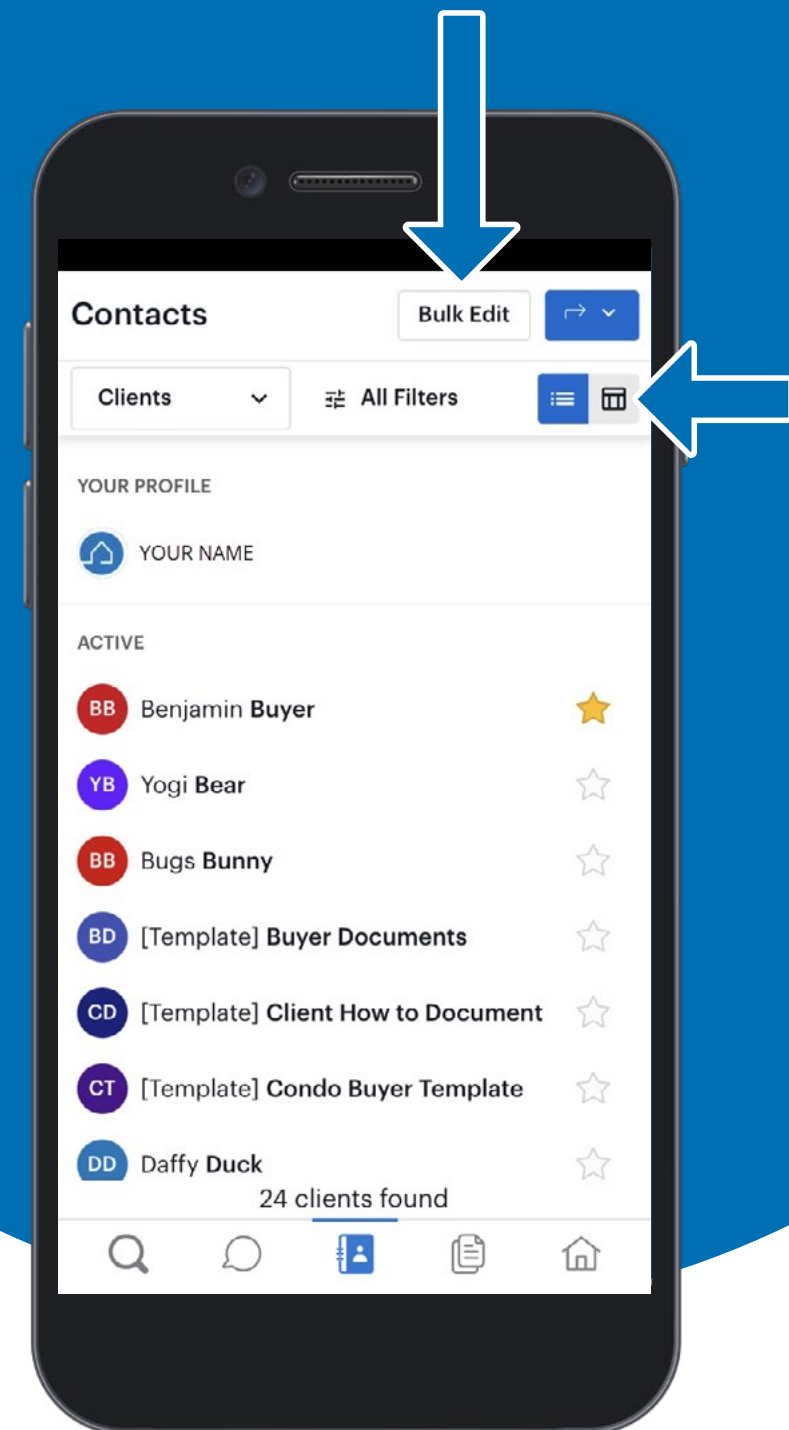 Contacts
Bulk Edit
Clients
All Filters
YOUR PROFILE
YOUR NAME
ACTIVE
BB Benjamin Buyer
YB Yogi Bear
BB Bugs Bunny
BD [Template] Buyer Documents
CD [Template] Client How to Document
CT [Template] Condo Buyer Template
DD Daffy Duck
24 clients found